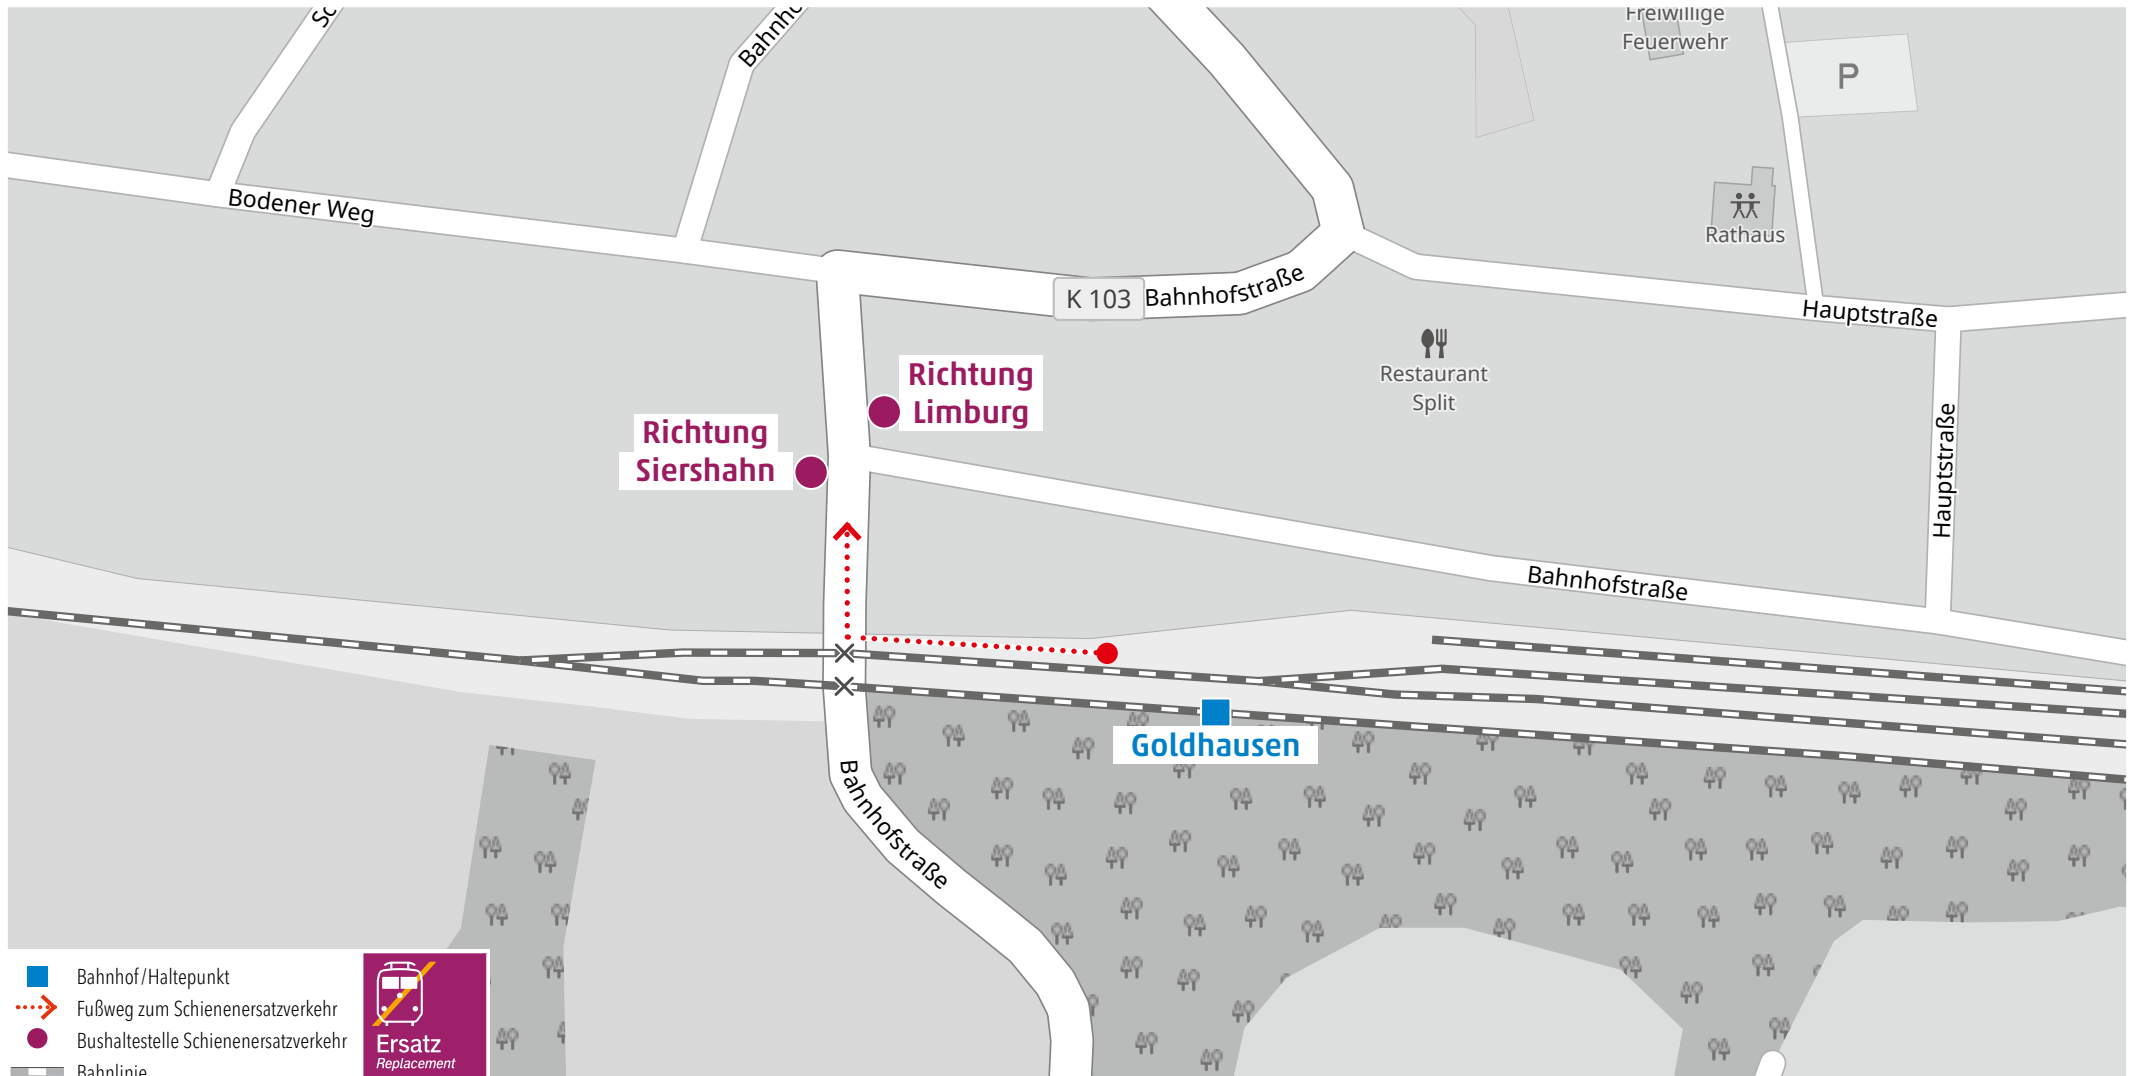 Freiwillige
Feuerwehr
P
Bodener Weg
Rathaus
K 103
Bahnhofstraße
Hauptstraße
Restaurant
Split
Richtung
Limburg
Richtung
Siershahn
Hauptstraße
Bahnhofstraße
Goldhausen
Bahnhofstraße
Bahnhof/Haltepunkt
Fußweg zum Schienenersatzverkehr
Bushaltestelle Schienenersatzverkehr
Bahnlinie
Ersatz
Replacement